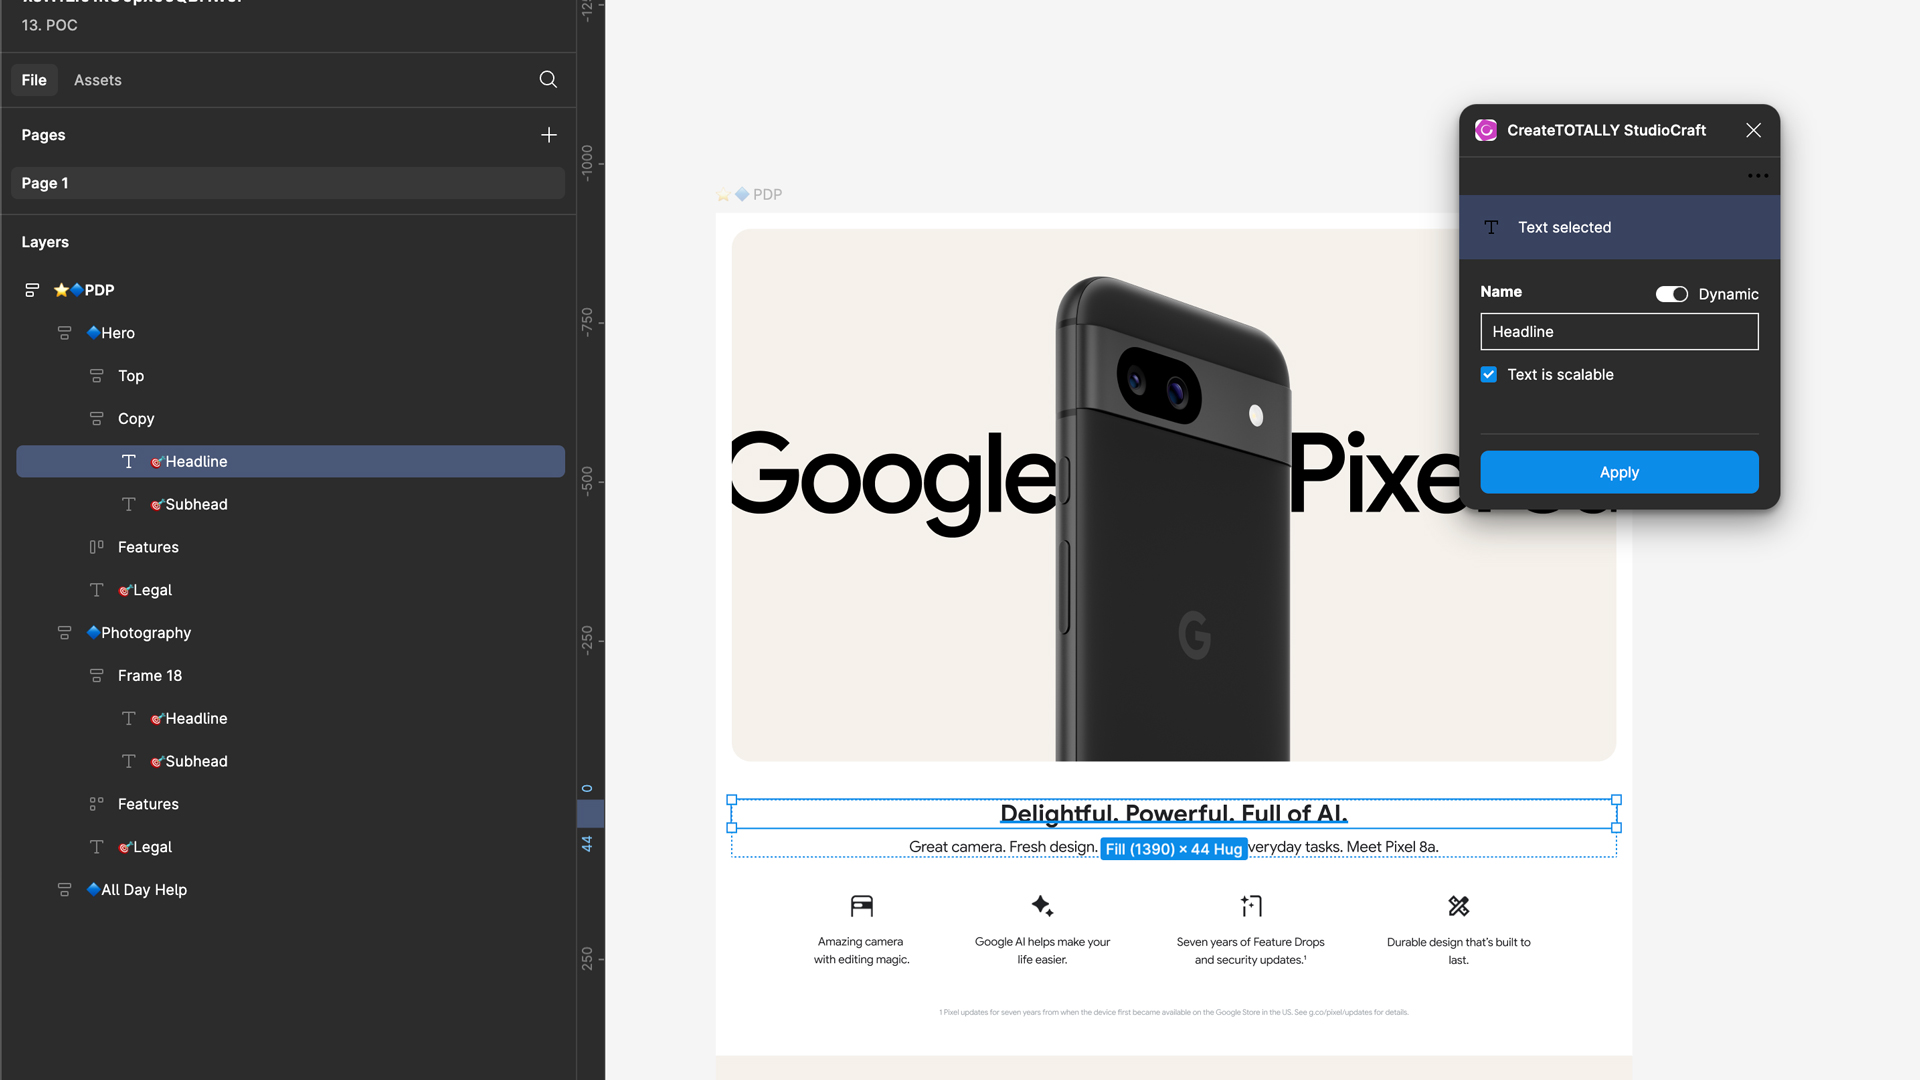 13. POC
File
Assets
Pages
Page 1
Layers
PDP
Hero
Top
Copy
Headline
Subhead
Features
Legal
Photography
Frame 18
Headline
Subhead
Features
Legal
All Day Help
-1000
-750
-500
-250
0
44
250
PDP
Google
Pixe
G
Delightful. Powerful. Full of AI.
Great camera. Fresh design.
Fill (1390) × 44 Hug
veryday tasks. Meet Pixel 8a.
Amazing camera
with editing magic.
Google AI helps make your
life easier.
Seven years of Feature Drops
and security updates.¹
Durable design that's built to
last.
1 Pixel updates for seven years from when the device first became available on the Google Store in the US. See g.co/pixel/updates for details.
CreateTOTALLY StudioCraft
Text selected
Name
Dynamic
Headline
Text is scalable
Apply